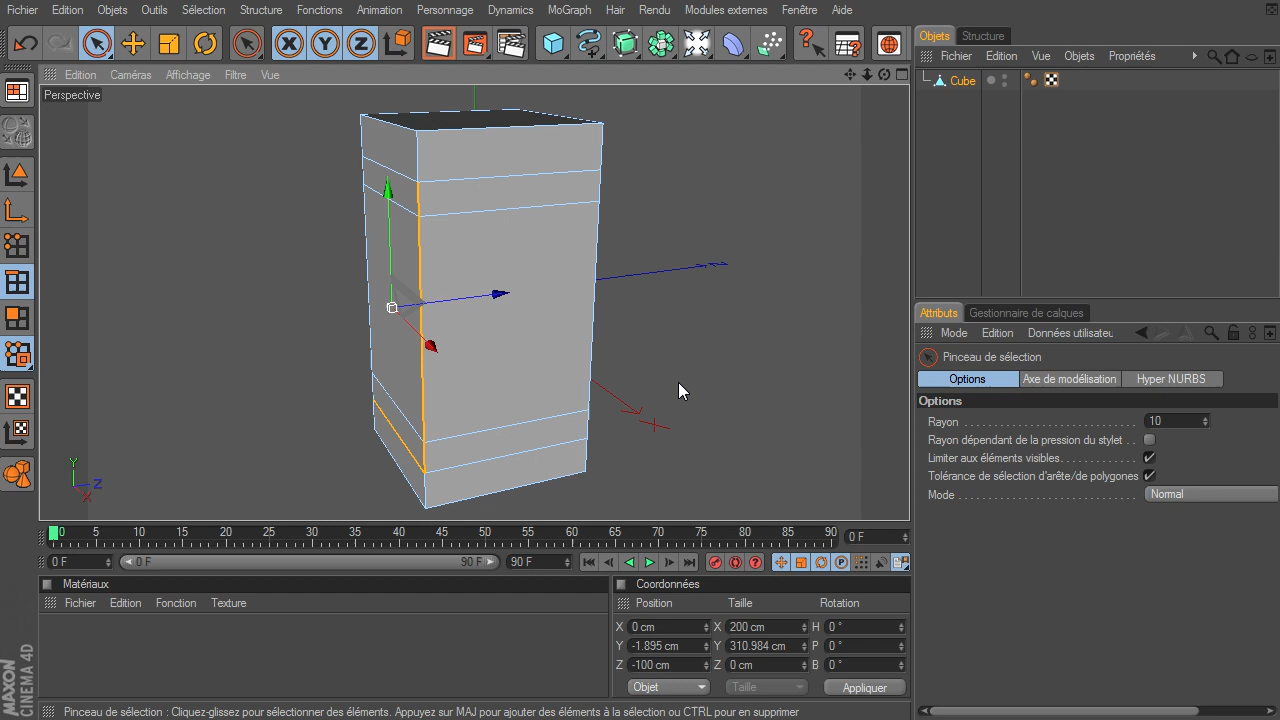 Fichier Edition Objets Outils Sélection Structure Fonctions Animation Personnage Dynamics MoGraph Hair Rendu Modules externes Fenêtre Aide
Objets Structure
Edition Caméras Affichage Filtre Vue
Fichier Edition Vue Objets Propriétés
Perspective
Cube
Attributs Gestionnaire de calques
Mode Edition Données utilisateu
Pinceau de sélection
Options Axe de modélisation Hyper NURBS
Options
Rayon 10
Rayon dépendant de la pression du stylet
Limiter aux éléments visibles
Tolérance de sélection d'arête/de polygones
Mode Normal
Y
Z
X
0 5 10 15 20 25 30 35 40 45 50 55 60 65 70 75 80 85 90 0 F
0 F 0 F 90 F 90 F
Matériaux
Fichier Edition Fonction Texture
Coordonnées
Position Taille Rotation
X 0 cm X 200 cm H 0 °
Y -1.895 cm Y 310.984 cm P 0 °
Z -100 cm Z 0 cm B 0 °
Objet Taille Appliquer
MAXON
CINEMA 4D
Pinceau de sélection : Cliquez-glissez pour sélectionner des éléments. Appuyez sur MAJ pour ajouter des éléments à la sélection ou CTRL pour en supprimer